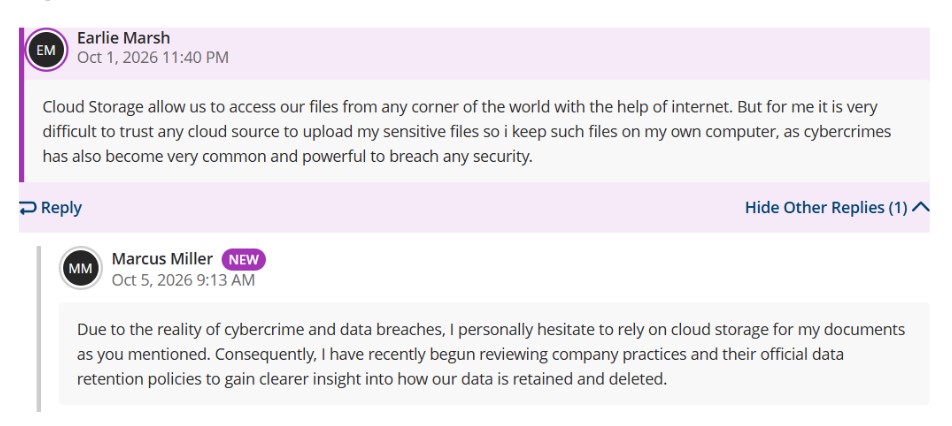 EM
Earlie Marsh
Oct 1, 2026 11:40 PM
Cloud Storage allow us to access our files from any corner of the world with the help of internet. But for me it is very
difficult to trust any cloud source to upload my sensitive files so i keep such files on my own computer, as cybercrimes
has also become very common and powerful to breach any security.
Reply
Hide Other Replies (1)
MM
Marcus Miller NEW
Oct 5, 2026 9:13 AM
Due to the reality of cybercrime and data breaches, I personally hesitate to rely on cloud storage for my documents
as you mentioned. Consequently, I have recently begun reviewing company practices and their official data
retention policies to gain clearer insight into how our data is retained and deleted.